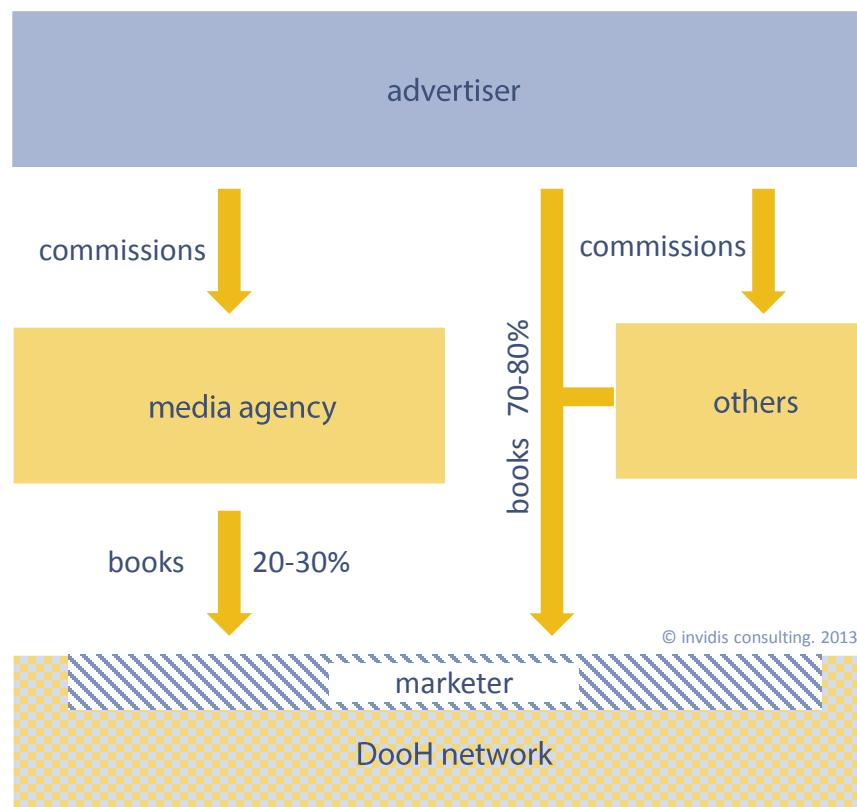 advertiser
commissions
commissions
media agency
books 70-80%
others
books 20-30%
© invidis consulting. 2013
marketer
DooH network